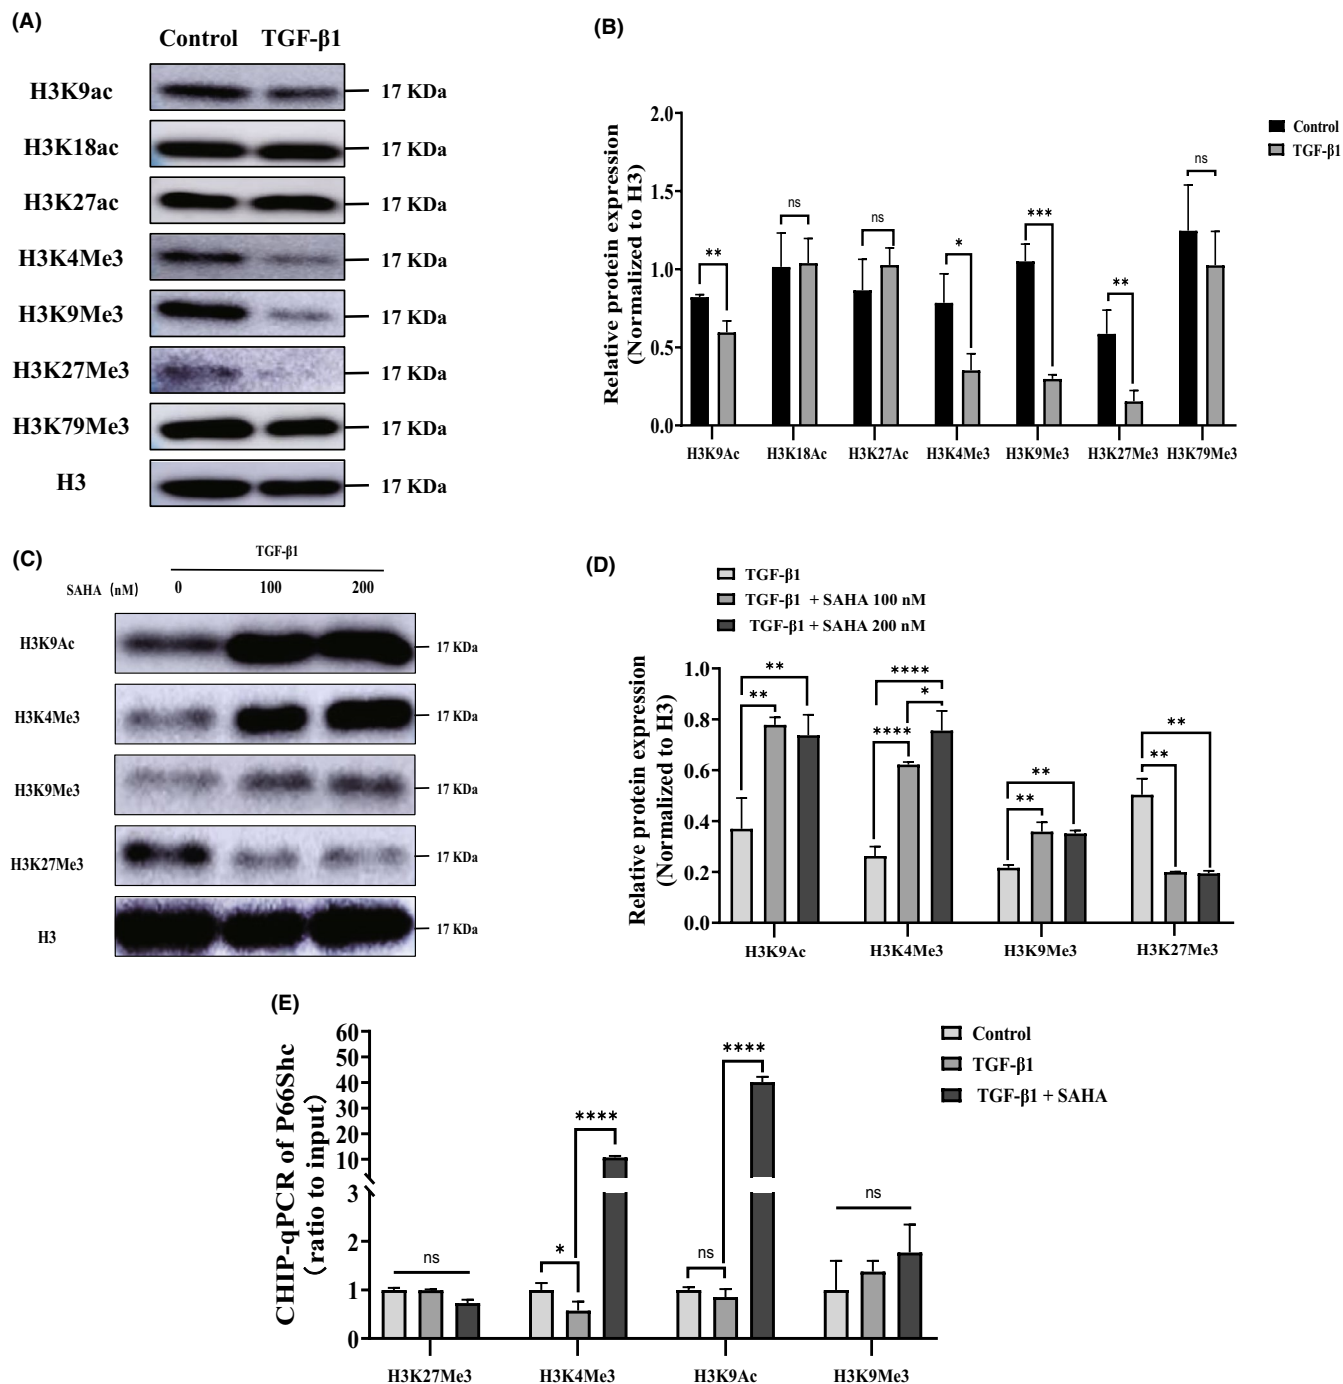 (A)
Control TGF-β1
H3K9ac 17 KDa
H3K18ac 17 KDa
H3K27ac 17 KDa
H3K4Me3 17 KDa
H3K9Me3 17 KDa
H3K27Me3 17 KDa
H3K79Me3 17 KDa
H3 17 KDa
(B)
Relative protein expression
(Normalized to H3)
2.0
1.5
1.0
0.5
0.0
** ns ns * *** ** ns
H3K9Ac H3K18Ac H3K27Ac H3K4Me3 H3K9Me3 H3K27Me3 H3K79Me3
Control
TGF-β1
(C)
TGF-β1
SAHA (nM) 0 100 200
H3K9Ac 17 KDa
H3K4Me3 17 KDa
H3K9Me3 17 KDa
H3K27Me3 17 KDa
H3 17 KDa
(D)
TGF-β1
TGF-β1 + SAHA 100 nM
TGF-β1 + SAHA 200 nM
Relative protein expression
(Normalized to H3)
1.0
0.8
0.6
0.4
0.2
0.0
** ****
** *
****
** **
** **
H3K9Ac H3K4Me3 H3K9Me3 H3K27Me3
(E)
CHIP-qPCR of P66Shc
(ratio to input)
60
50
40
30
20
10
3
2
1
0
ns * **** ns **** ns
H3K27Me3 H3K4Me3 H3K9Ac H3K9Me3
Control
TGF-β1
TGF-β1 + SAHA